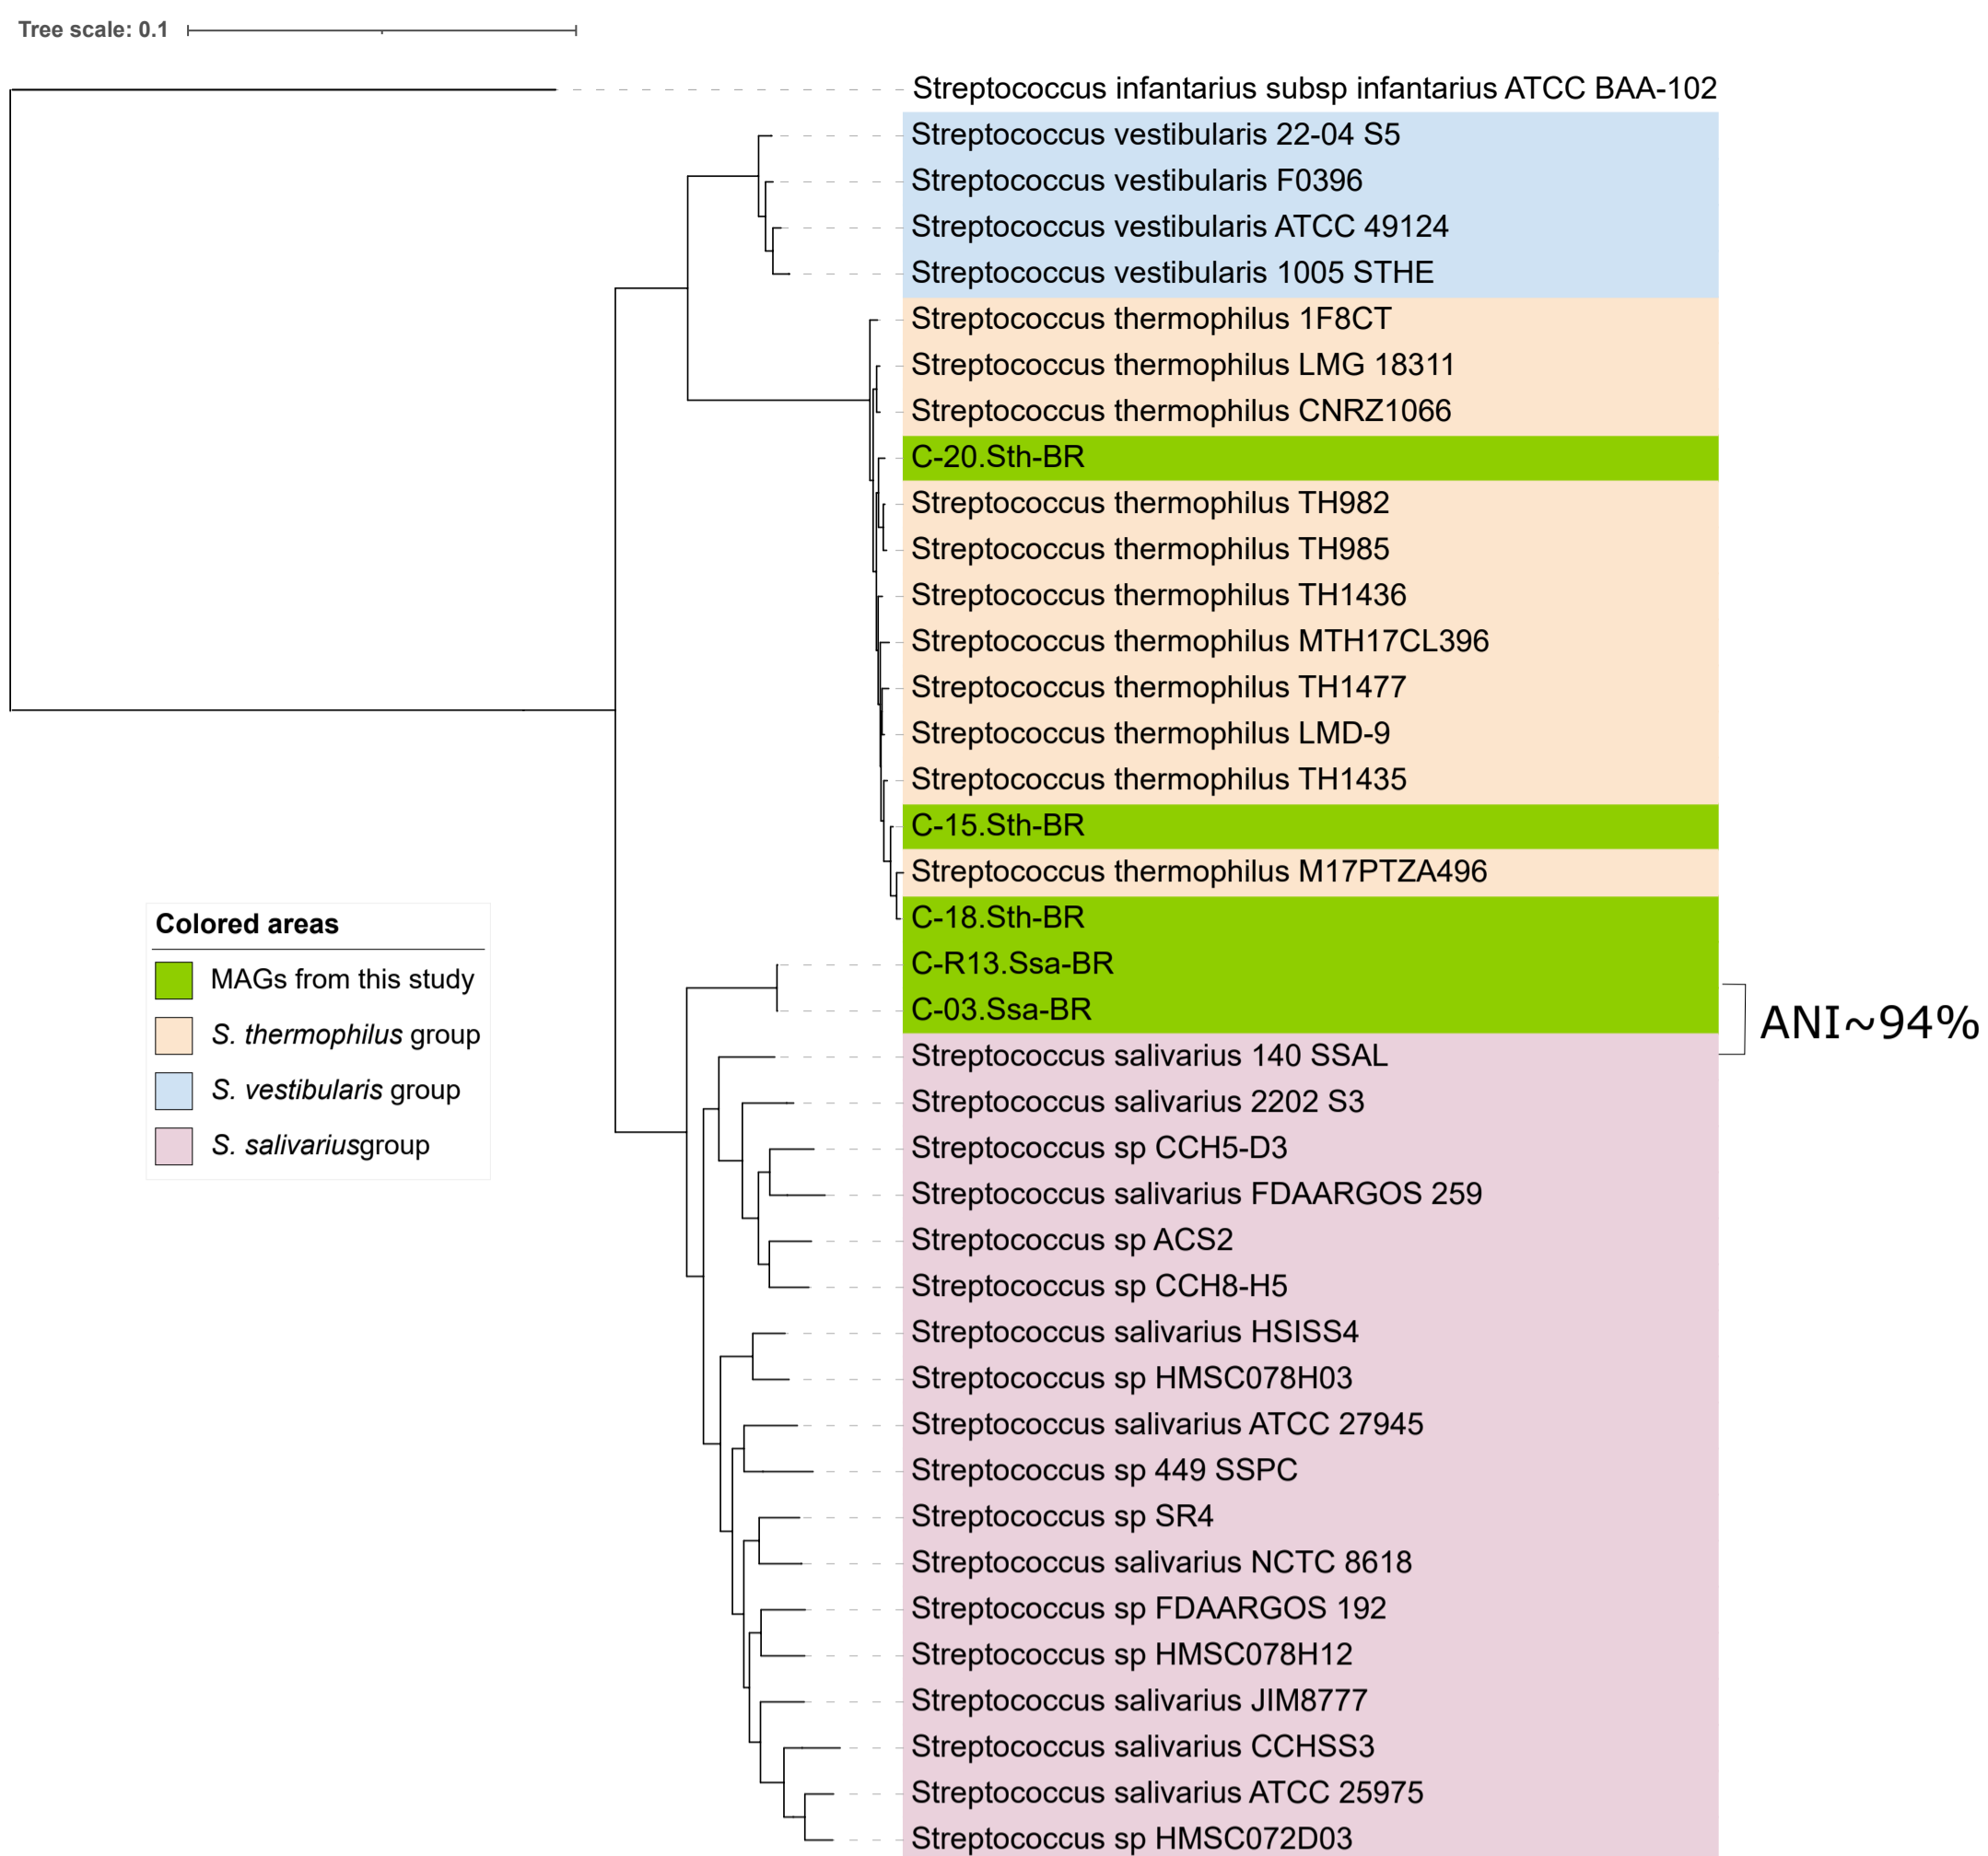 Tree scale: 0.1
Streptococcus infantarius subsp infantarius ATCC BAA-102
Streptococcus vestibularis 22-04 S5
Streptococcus vestibularis F0396
Streptococcus vestibularis ATCC 49124
Streptococcus vestibularis 1005 STHE
Streptococcus thermophilus 1F8CT
Streptococcus thermophilus LMG 18311
Streptococcus thermophilus CNRZ1066
C-20.Sth-BR
Streptococcus thermophilus TH982
Streptococcus thermophilus TH985
Streptococcus thermophilus TH1436
Streptococcus thermophilus MTH17CL396
Streptococcus thermophilus TH1477
Streptococcus thermophilus LMD-9
Streptococcus thermophilus TH1435
C-15.Sth-BR
Streptococcus thermophilus M17PTZA496
C-18.Sth-BR
C-R13.Ssa-BR
C-03.Ssa-BR
ANI~94%
Streptococcus salivarius 140 SSAL
Streptococcus salivarius 2202 S3
Streptococcus sp CCH5-D3
Streptococcus salivarius FDAARGOS 259
Streptococcus sp ACS2
Streptococcus sp CCH8-H5
Streptococcus salivarius HSISS4
Streptococcus sp HMSC078H03
Streptococcus salivarius ATCC 27945
Streptococcus sp 449 SSPC
Streptococcus sp SR4
Streptococcus salivarius NCTC 8618
Streptococcus sp FDAARGOS 192
Streptococcus sp HMSC078H12
Streptococcus salivarius JIM8777
Streptococcus salivarius CCHSS3
Streptococcus salivarius ATCC 25975
Streptococcus sp HMSC072D03
Colored areas
MAGs from this study
S. thermophilus group
S. vestibularis group
S. salivariusgroup